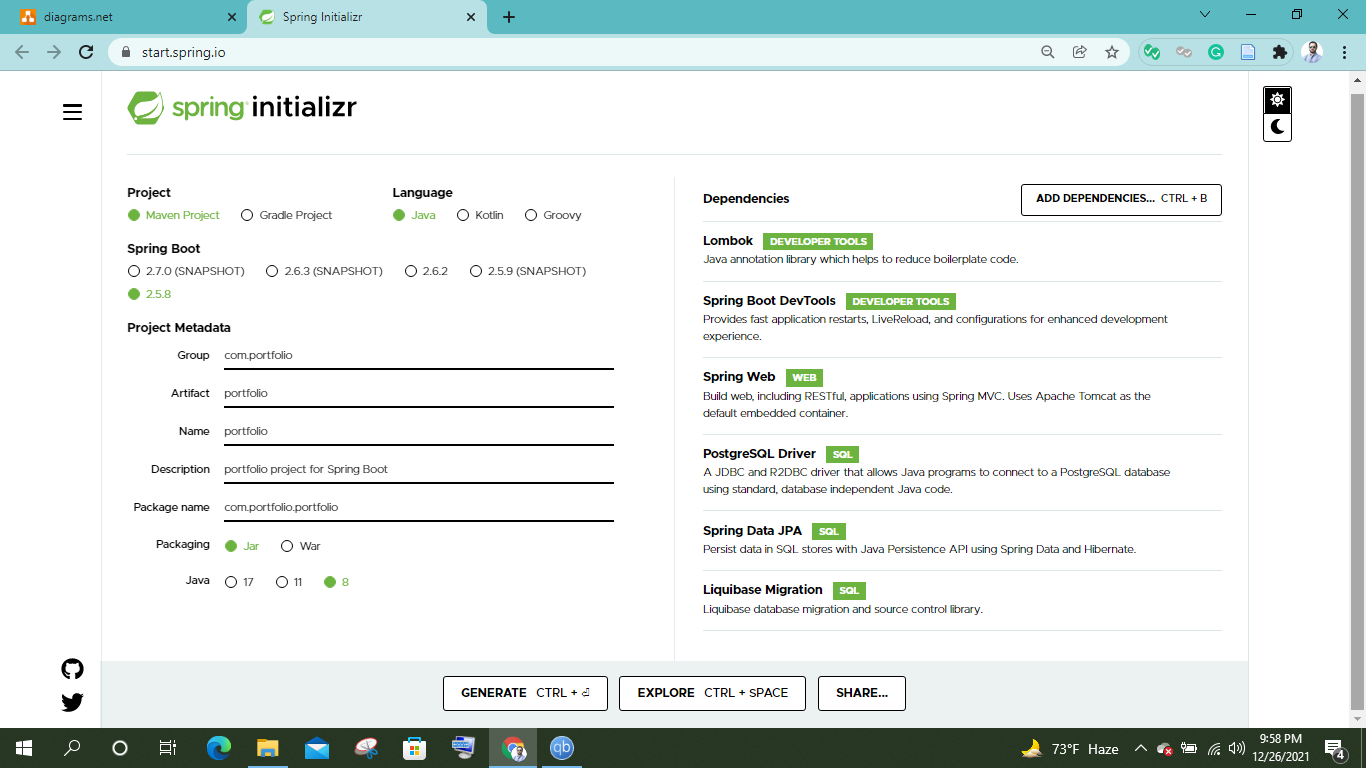 diagrams.net
Spring Initializr
start.spring.io
spring initializr
Project
Maven Project Gradle Project
Language
Java Kotlin Groovy
Spring Boot
2.7.0 (SNAPSHOT) 2.6.3 (SNAPSHOT) 2.6.2 2.5.9 (SNAPSHOT)
2.5.8
Project Metadata
Group com.portfolio
Artifact portfolio
Name portfolio
Description portfolio project for Spring Boot
Package name com.portfolio.portfolio
Packaging Jar War
Java 17 11 8
Dependencies
ADD DEPENDENCIES... CTRL + B
Lombok DEVELOPER TOOLS
Java annotation library which helps to reduce boilerplate code.
Spring Boot DevTools DEVELOPER TOOLS
Provides fast application restarts, LiveReload, and configurations for enhanced development
experience.
Spring Web WEB
Build web, including RESTful, applications using Spring MVC. Uses Apache Tomcat as the
default embedded container.
PostgreSQL Driver SQL
A JDBC and R2DBC driver that allows Java programs to connect to a PostgreSQL database
using standard, database independent Java code.
Spring Data JPA SQL
Persist data in SQL stores with Java Persistence API using Spring Data and Hibernate.
Liquibase Migration SQL
Liquibase database migration and source control library.
GENERATE CTRL + ⏎
EXPLORE CTRL + SPACE
SHARE...
qb
73°F Haze
9:58 PM
12/26/2021
4